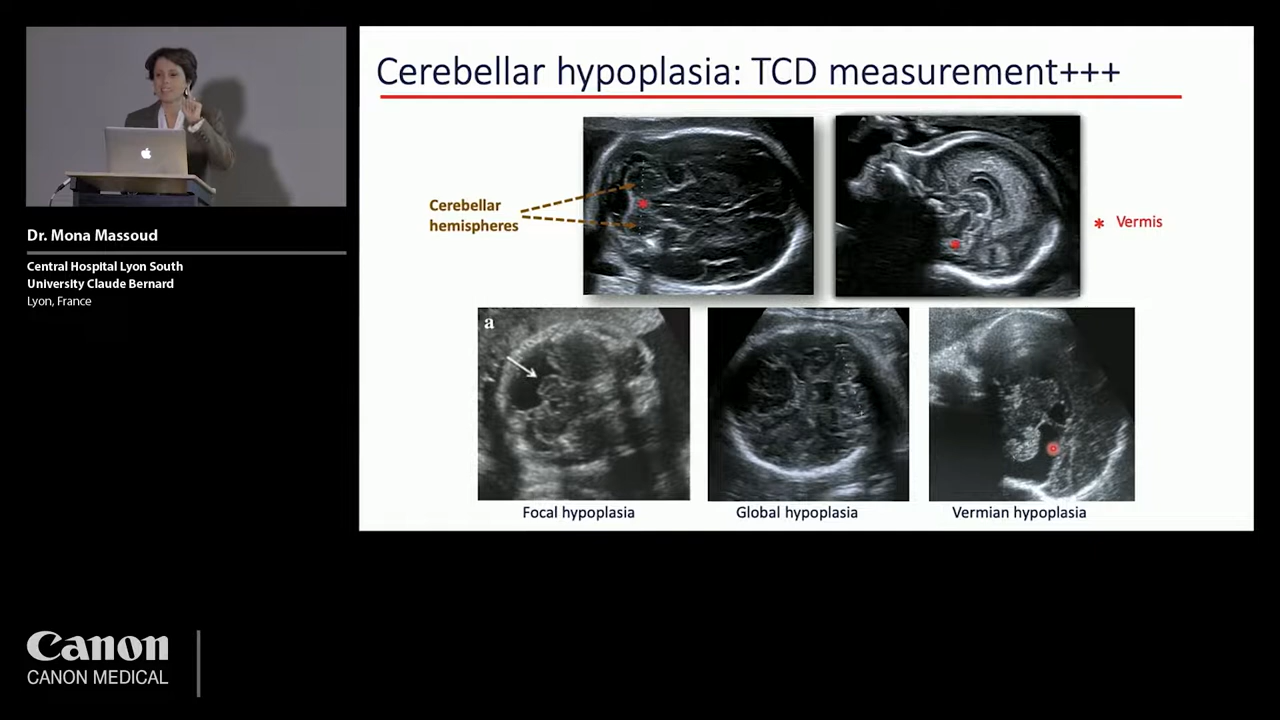 Cerebellar hypoplasia: TCD measurement+++
Cerebellar
hemispheres
*
* Vermis
a
Focal hypoplasia
Global hypoplasia
Vermian hypoplasia
Dr. Mona Massoud
Central Hospital Lyon South
University Claude Bernard
Lyon, France
Canon
CANON MEDICAL